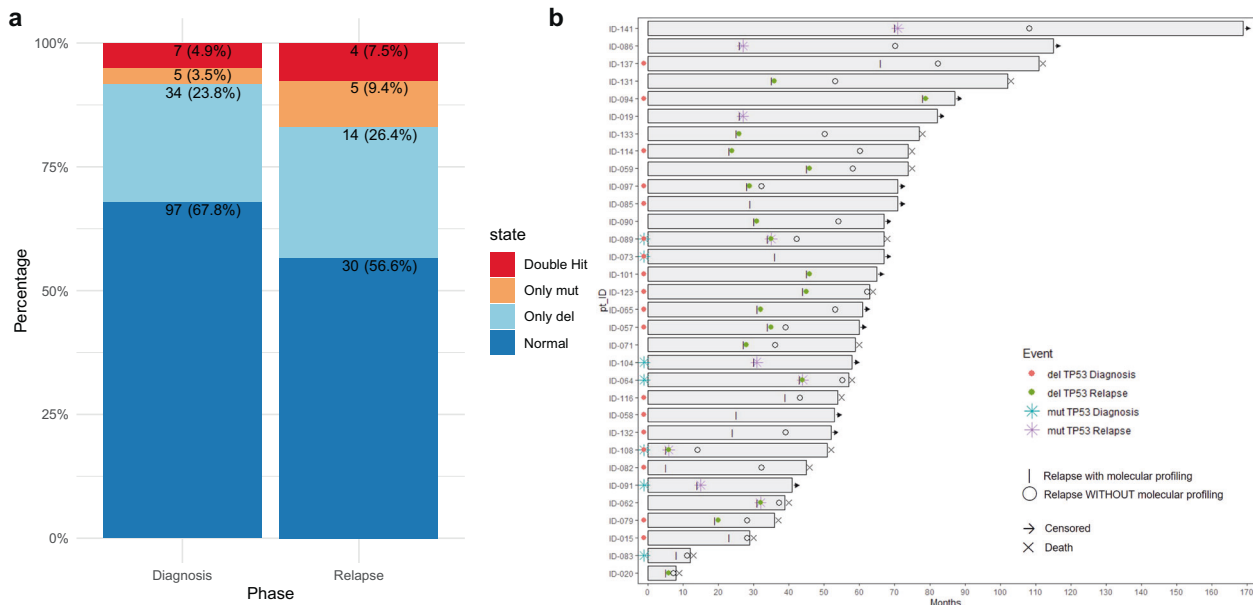 a
100%
75%
50%
25%
0%
Percentage
7 (4.9%)
5 (3.5%)
34 (23.8%)
97 (67.8%)
4 (7.5%)
5 (9.4%)
14 (26.4%)
30 (56.6%)
Diagnosis
Relapse
Phase
state
Double Hit
Only mut
Only del
Normal
b
pt_ID
ID-141
ID-086
ID-137
ID-131
ID-094
ID-019
ID-133
ID-114
ID-059
ID-097
ID-085
ID-090
ID-089
ID-073
ID-101
ID-123
ID-065
ID-057
ID-071
ID-104
ID-064
ID-116
ID-058
ID-132
ID-108
ID-082
ID-091
ID-062
ID-079
ID-015
ID-083
ID-020
0 10 20 30 40 50 60 70 80 90 100 110 120 130 140 150 160 170
Months
Event
del TP53 Diagnosis
del TP53 Relapse
mut TP53 Diagnosis
mut TP53 Relapse
Relapse with molecular profiling
Relapse WITHOUT molecular profiling
Censored
Death